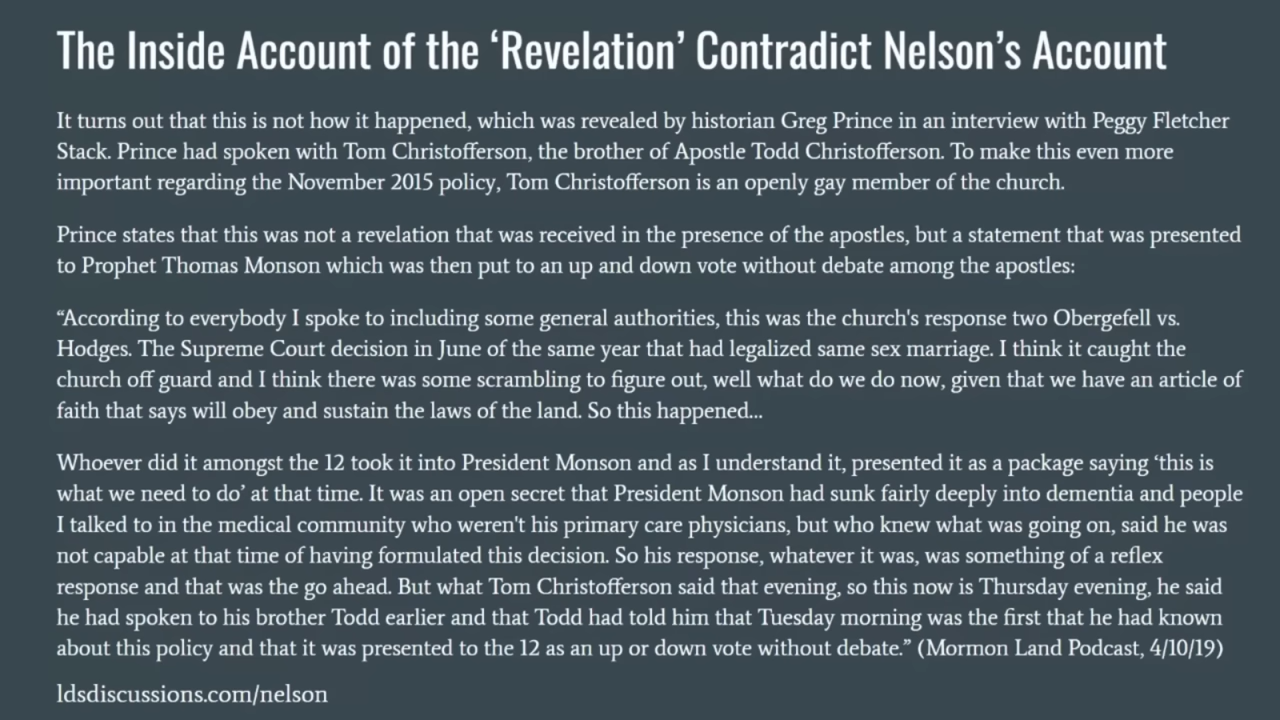 The Inside Account of the ‘Revelation’ Contradict Nelson’s Account
It turns out that this is not how it happened, which was revealed by historian Greg Prince in an interview with Peggy Fletcher
Stack. Prince had spoken with Tom Christofferson, the brother of Apostle Todd Christofferson. To make this even more
important regarding the November 2015 policy, Tom Christofferson is an openly gay member of the church.
Prince states that this was not a revelation that was received in the presence of the apostles, but a statement that was presented
to Prophet Thomas Monson which was then put to an up and down vote without debate among the apostles:
“According to everybody I spoke to including some general authorities, this was the church's response two Obergefell vs.
Hodges. The Supreme Court decision in June of the same year that had legalized same sex marriage. I think it caught the
church off guard and I think there was some scrambling to figure out, well what do we do now, given that we have an article of
faith that says will obey and sustain the laws of the land. So this happened...
Whoever did it amongst the 12 took it into President Monson and as I understand it, presented it as a package saying ‘this is
what we need to do’ at that time. It was an open secret that President Monson had sunk fairly deeply into dementia and people
I talked to in the medical community who weren't his primary care physicians, but who knew what was going on, said he was
not capable at that time of having formulated this decision. So his response, whatever it was, was something of a reflex
response and that was the go ahead. But what Tom Christofferson said that evening, so this now is Thursday evening, he said
he had spoken to his brother Todd earlier and that Todd had told him that Tuesday morning was the first that he had known
about this policy and that it was presented to the 12 as an up or down vote without debate.” (Mormon Land Podcast, 4/10/19)
ldsdiscussions.com/nelson